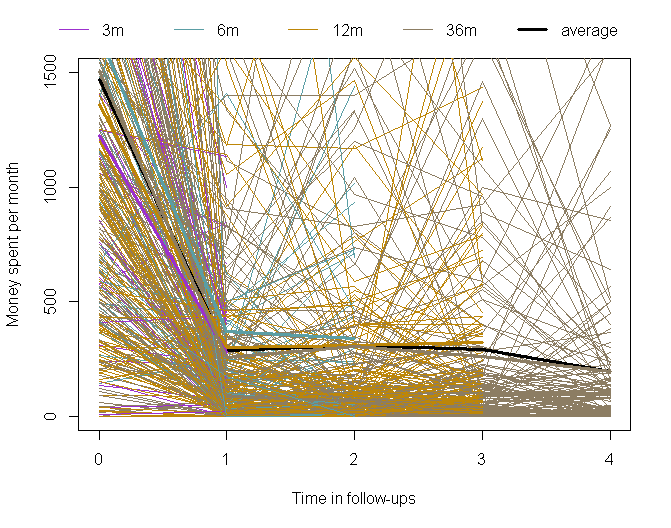 3m 6m 12m 36m average
Money spent per month
1500
1000
500
0
0 1 2 3 4
Time in follow-ups